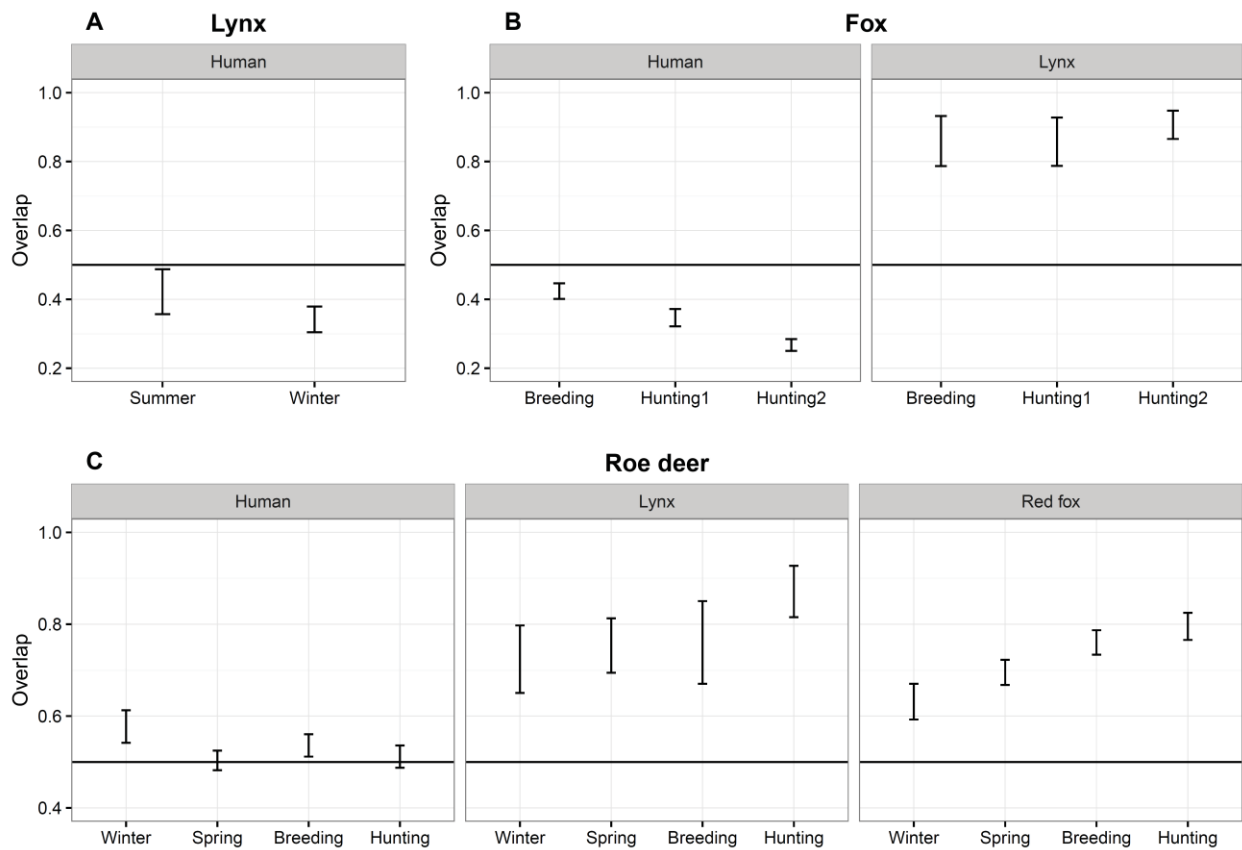 A Lynx B Fox
Human Human Lynx
1.0 1.0
0.8 0.8
0.6 0.6
0.4 0.4
0.2 0.2
Overlap Overlap
Summer Winter Breeding Hunting1 Hunting2 Breeding Hunting1 Hunting2
C Roe deer
Human Lynx Red fox
1.0
0.8
0.6
0.4
Overlap
Winter Spring Breeding Hunting Winter Spring Breeding Hunting Winter Spring Breeding Hunting